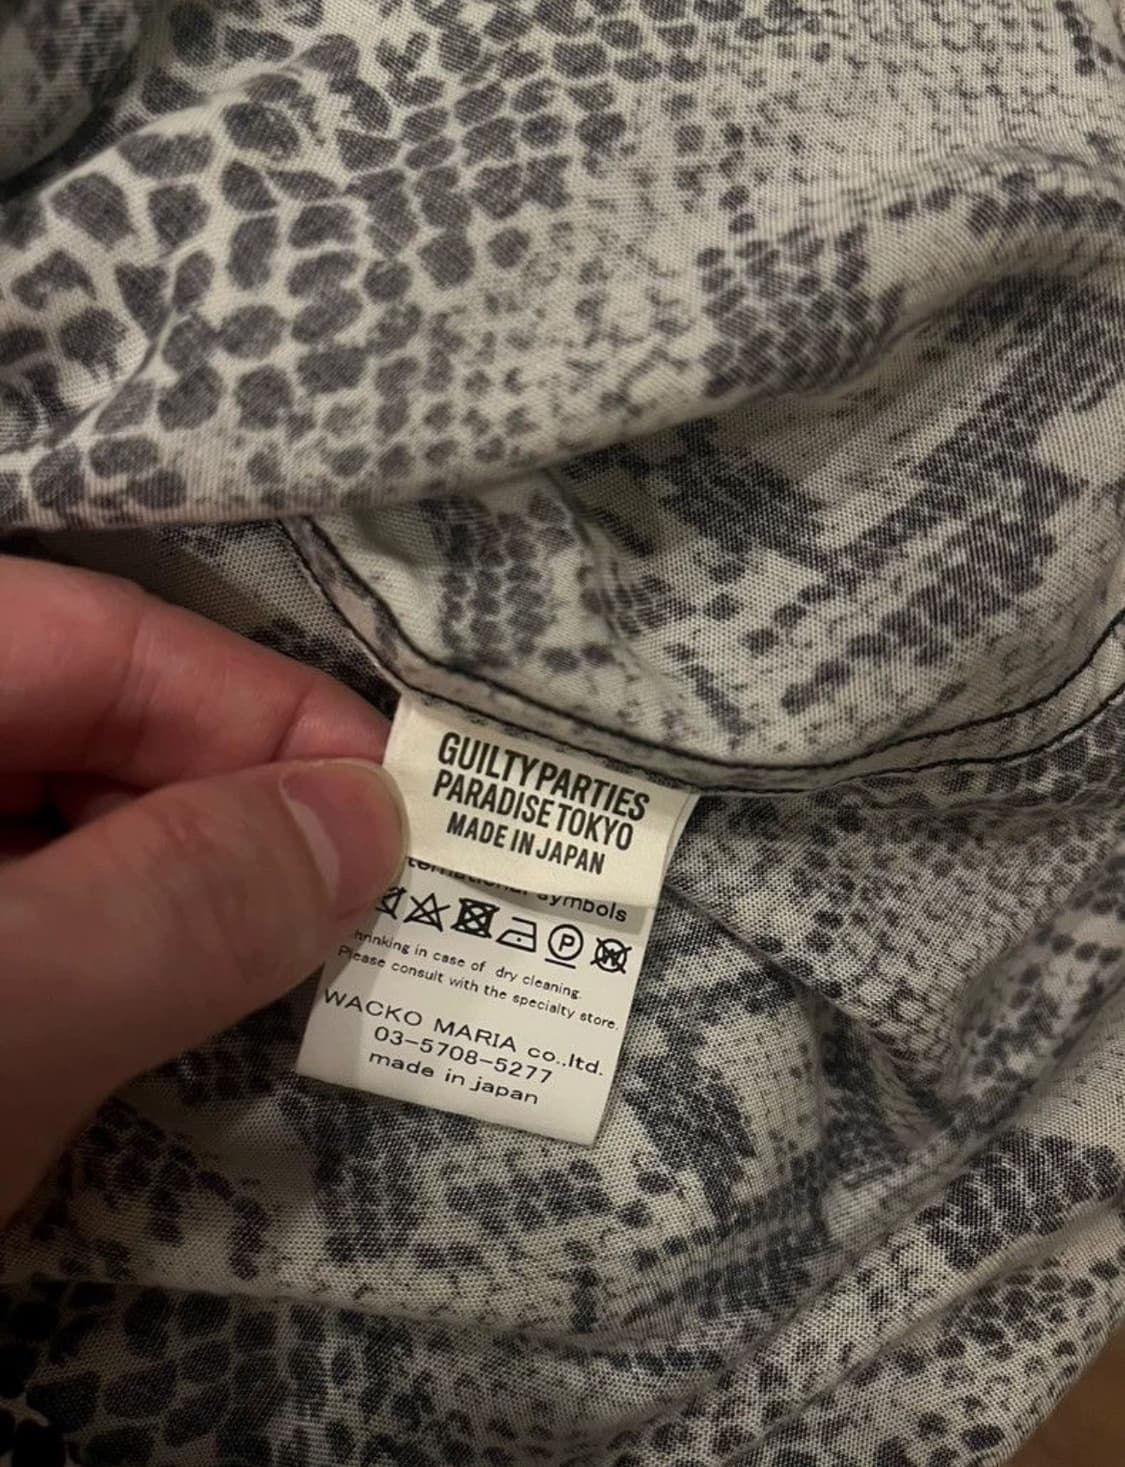 GUILTY PARTIES
PARADISE TOKYO
MADE IN JAPAN
symbols
P
W
in case of dry cleaning.
Please consult with the specialty store.
WACKO MARIA co.,ltd.
03-5708-5277
made in japan